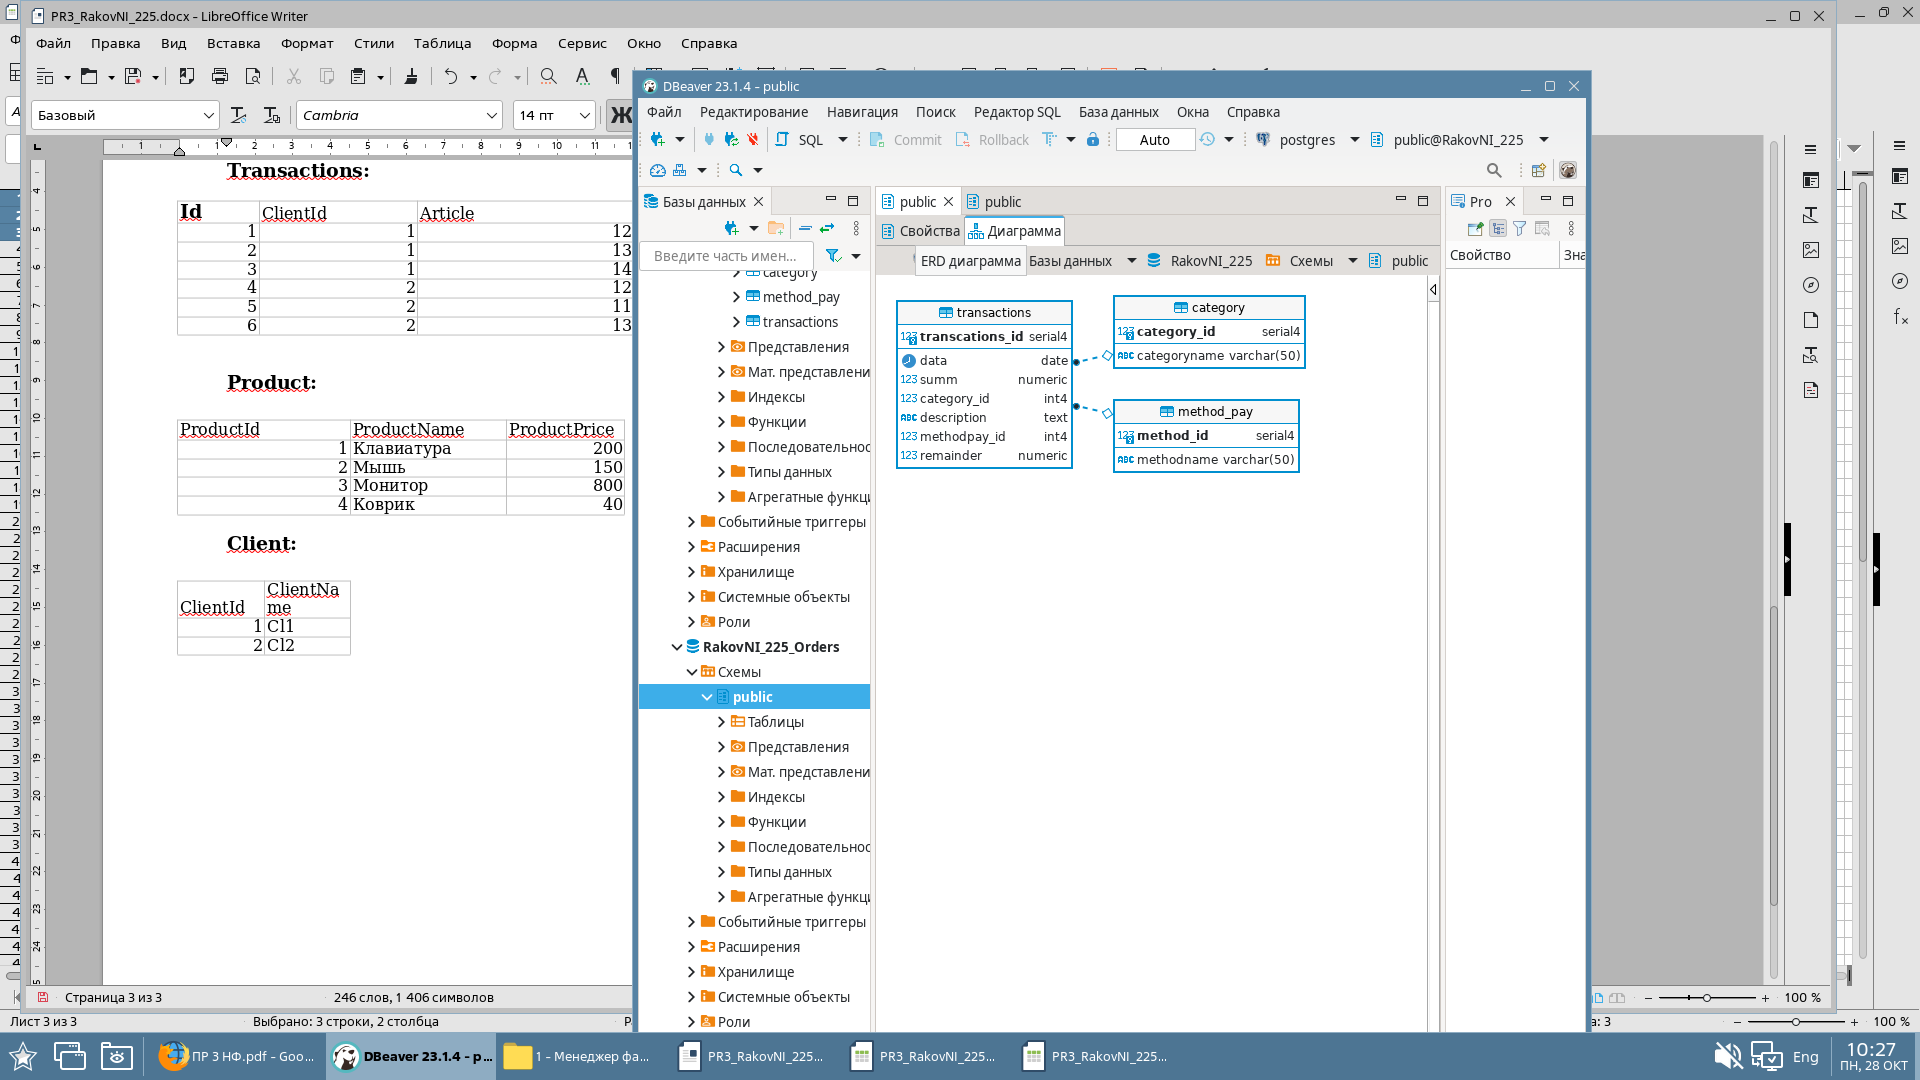 PR3_RakovNI_225.docx - LibreOffice Writer
Файл Правка Вид Вставка Формат Стили Таблица Форма Сервис Окно Справка
Базовый
Cambria
14 пт
Ж
Transactions:
Id ClientId Article
1 1 12
2 1 13
3 1 14
4 2 12
5 2 11
6 2 13
Product:
ProductId ProductName ProductPrice
1 Клавиатура 200
2 Мышь 150
3 Монитор 800
4 Коврик 40
Client:
ClientId ClientNa
me
1 Cl1
2 Cl2
Страница 3 из 3
246 слов, 1 406 символов
100 %
Лист 3 из 3
Выбрано: 3 строки, 2 столбца
а: 3
100 %
DBeaver 23.1.4 - public
Файл Редактирование Навигация Поиск Редактор SQL База данных Окна Справка
SQL Commit Rollback Auto postgres public@RakovNI_225
Базы данных
Введите часть имен...
category
method_pay
transactions
Представления
Мат. представлени
Индексы
Функции
Последовательнос
Типы данных
Агрегатные функц
Событийные триггеры
Расширения
Хранилище
Системные объекты
Роли
RakovNI_225_Orders
Схемы
public
Таблицы
Представления
Мат. представлени
Индексы
Функции
Последовательнос
Типы данных
Агрегатные функц
Событийные триггеры
Расширения
Хранилище
Системные объекты
Роли
public public
Свойства Диаграмма
ERD диаграмма Базы данных RakovNI_225 Схемы public
transactions
transcations_id serial4
data date
summ numeric
category_id int4
description text
methodpay_id int4
remainder numeric
category
category_id serial4
categoryname varchar(50)
method_pay
method_id serial4
methodname varchar(50)
Pro
Свойство Зна
ПР 3 НФ.pdf – Goo...
DBeaver 23.1.4 - p...
1 - Менеджер фа...
PR3_RakovNI_225...
PR3_RakovNI_225...
PR3_RakovNI_225...
Eng
10:27
ПН, 28 ОКТ